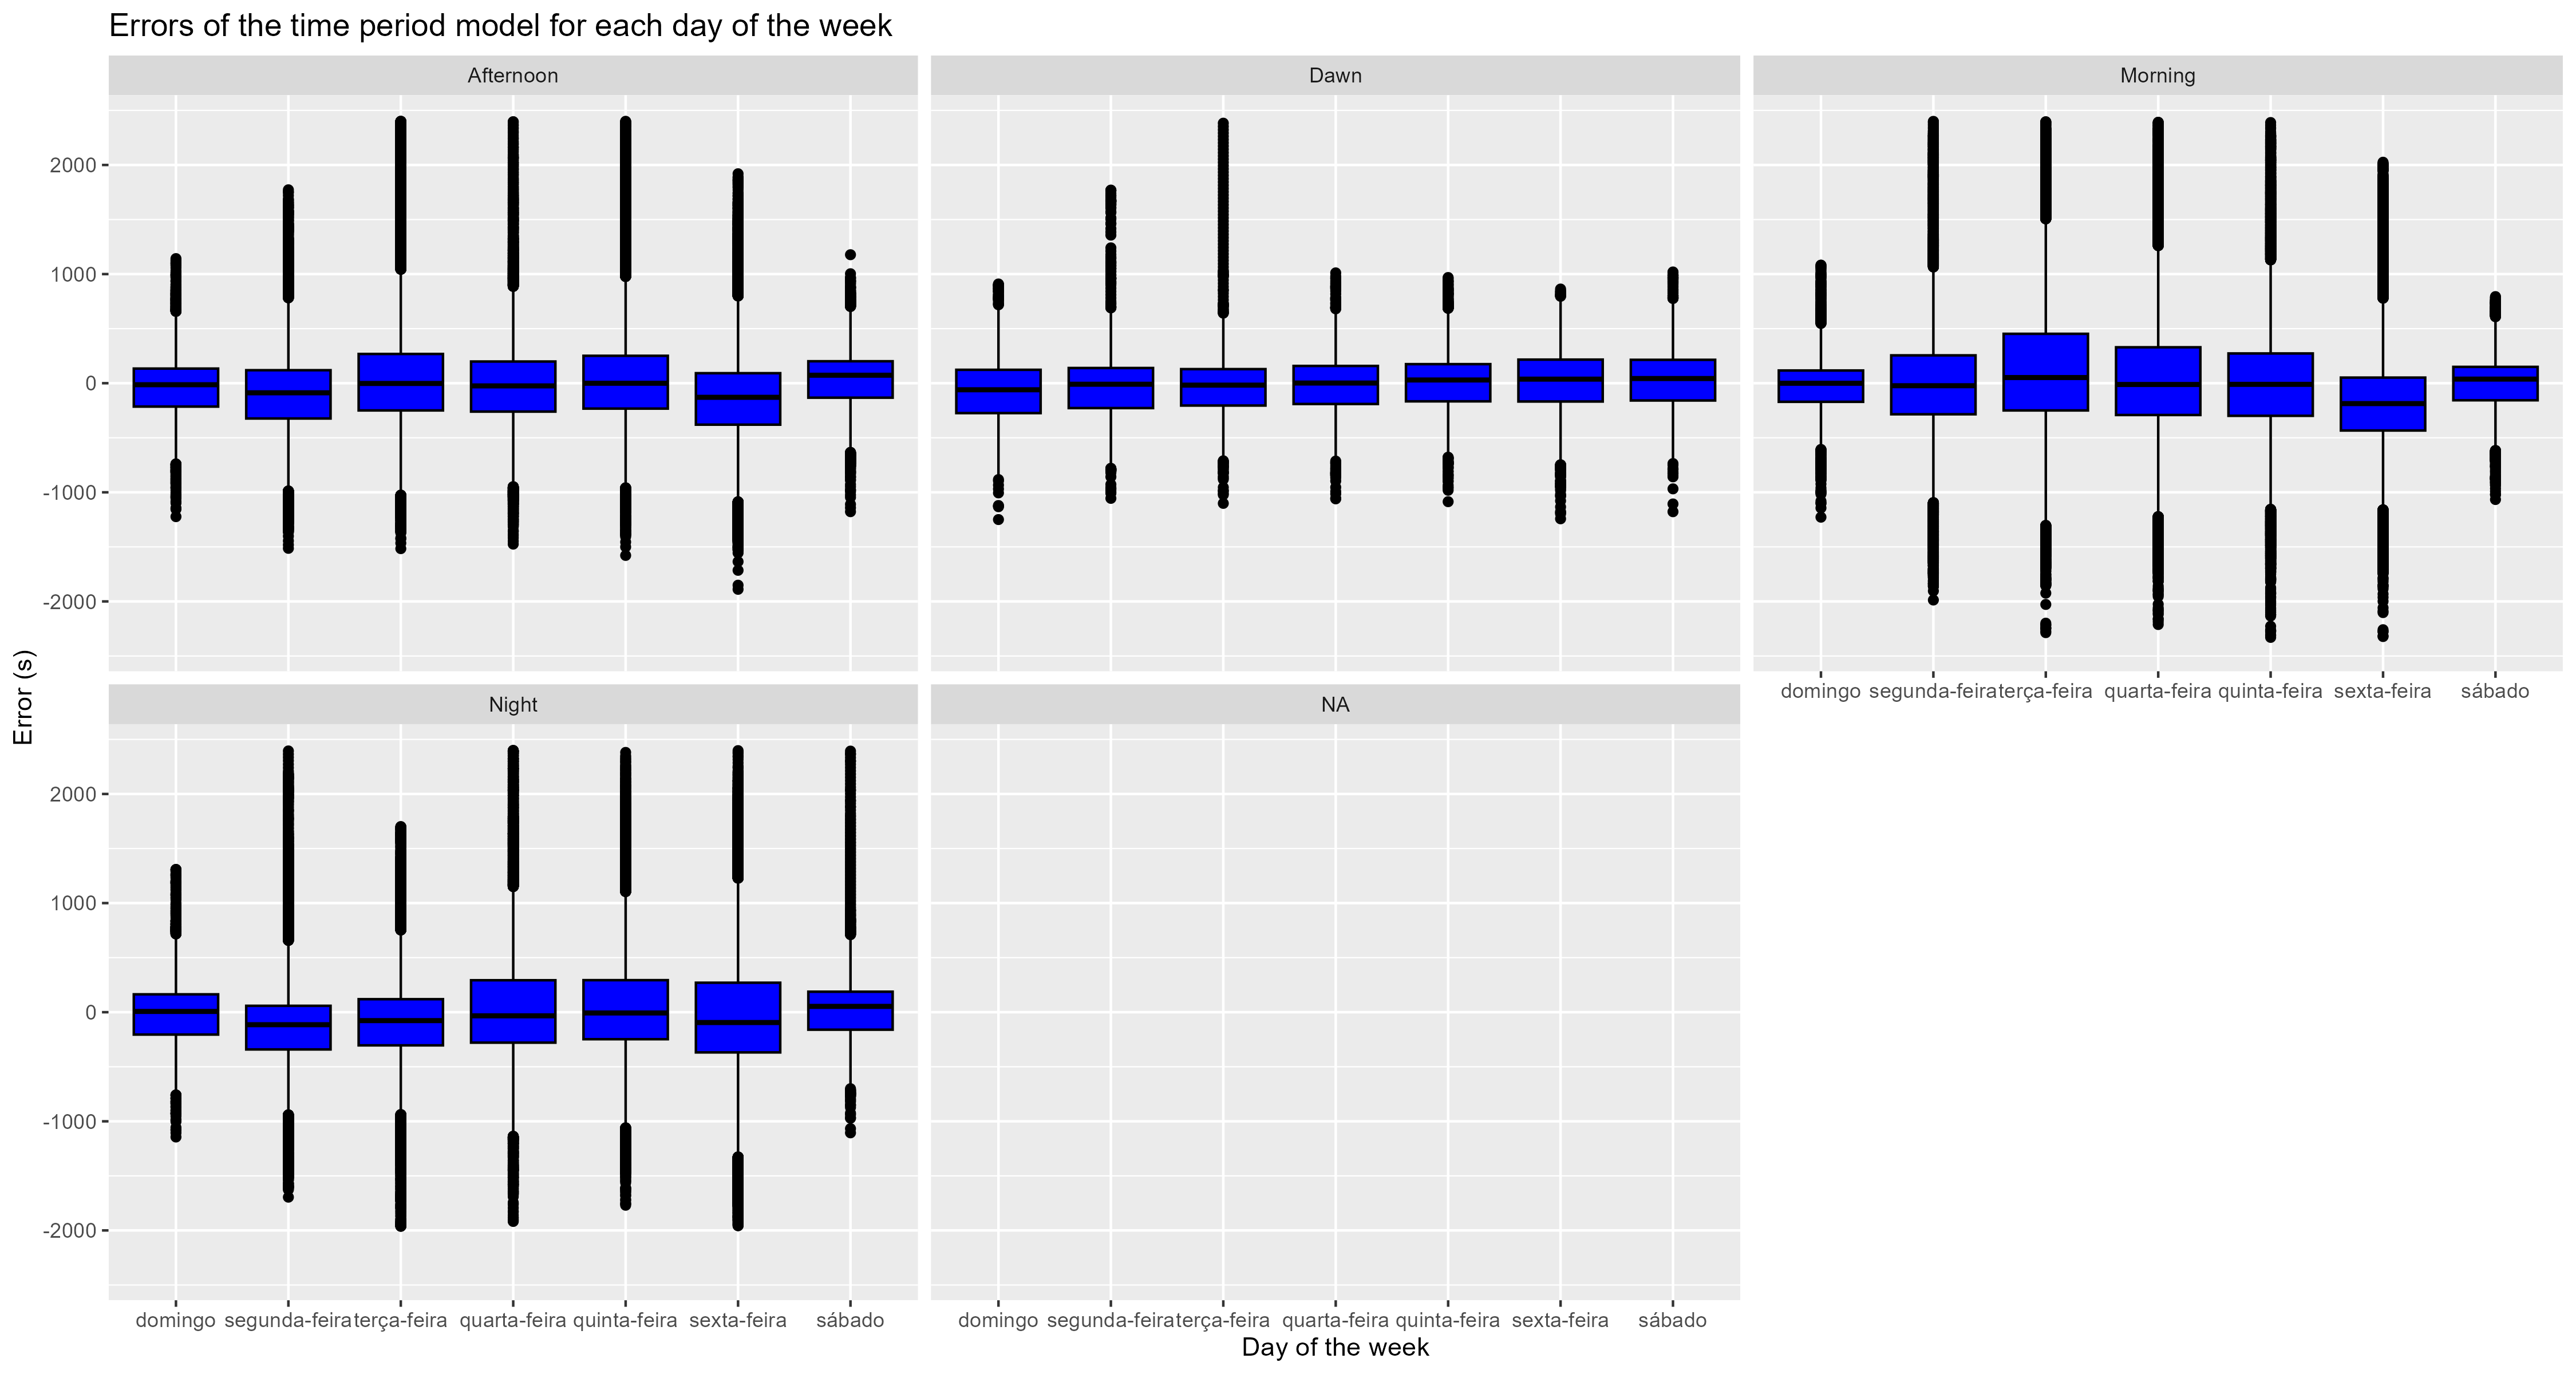 Errors of the time period model for each day of the week
Afternoon
Dawn
Morning
2000
1000
0
-1000
-2000
domingo segunda-feira terça-feira quarta-feira quinta-feira sexta-feira sábado
Error (s)
Night
NA
2000
1000
0
-1000
-2000
domingo segunda-feira terça-feira quarta-feira quinta-feira sexta-feira sábado
domingo segunda-feira terça-feira quarta-feira quinta-feira sexta-feira sábado
Day of the week